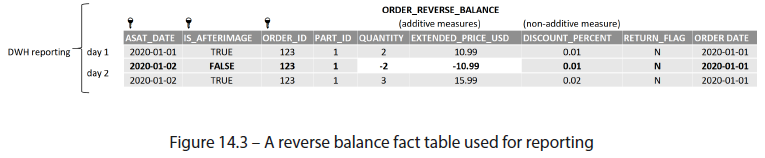 ORDER_REVERSE_BALANCE
(additive measures) (non-additive measure)
ASAT_DATE IS_AFTERIMAGE ORDER_ID PART_ID QUANTITY EXTENDED_PRICE_USD DISCOUNT_PERCENT RETURN_FLAG ORDER DATE
DWH reporting
day 1 2020-01-01 TRUE 123 1 2 10.99 0.01 N 2020-01-01
day 2
2020-01-02 FALSE 123 1 -2 -10.99 0.01 N 2020-01-01
2020-01-02 TRUE 123 1 3 15.99 0.02 N 2020-01-01
Figure 14.3 – A reverse balance fact table used for reporting